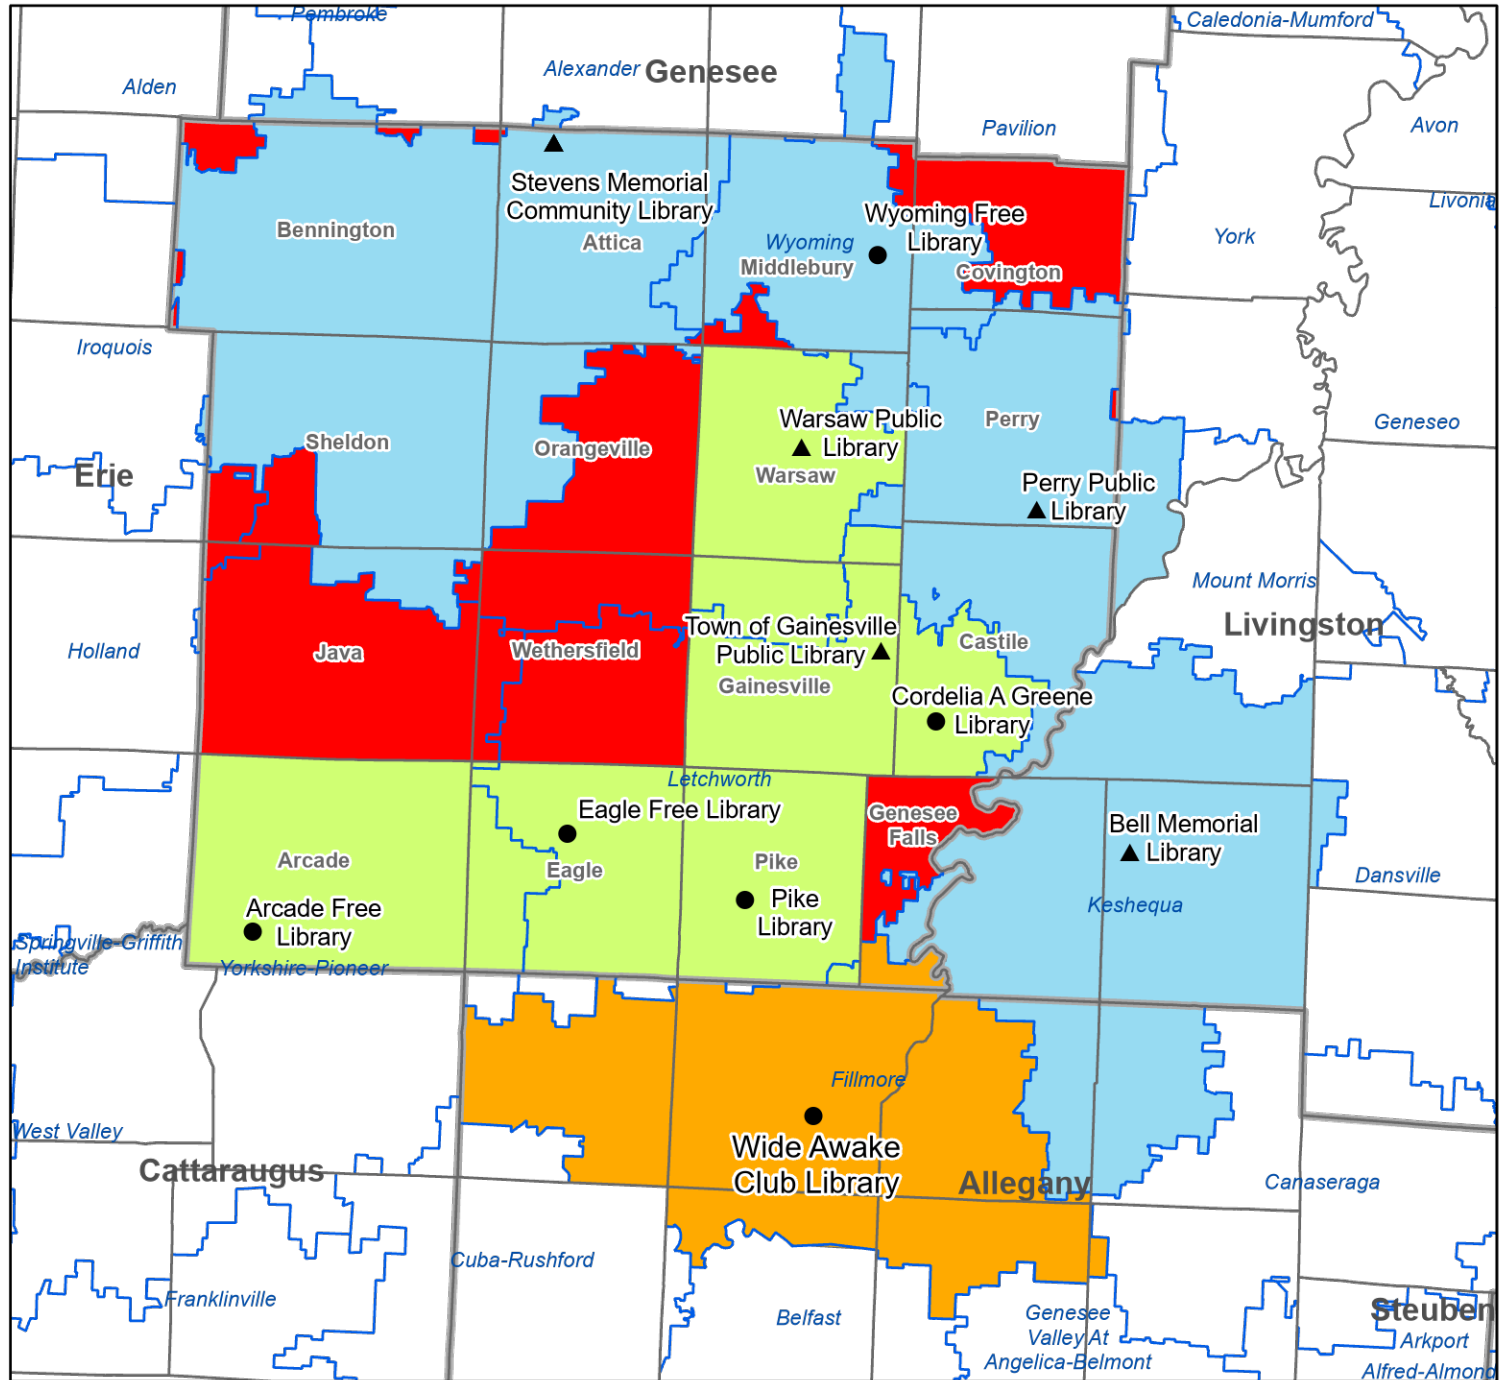 Pembroke
Caledonia-Mumford
Alexander
Genesee
Alden
Pavilion
Avon
Stevens Memorial
Community Library
Livonia
Wyoming Free
Library
Bennington
Attica
Wyoming
Middlebury
York
Covington
Iroquois
Geneseo
Warsaw Public
Library
Perry
Sheldon
Orangeville
Erie
Warsaw
Perry Public
Library
Mount Morris
Livingston
Town of Gainesville
Public Library
Castile
Holland
Java
Wethersfield
Gainesville
Cordelia A Greene
Library
Letchworth
Eagle Free Library
Genesee
Falls
Bell Memorial
Library
Arcade
Eagle
Pike
Dansville
Arcade Free
Library
Pike
Library
Keshequa
Springville-Griffith
Institute
Yorkshire-Pioneer
Fillmore
West Valley
Wide Awake
Club Library
Cattaraugus
Allegany
Canaseraga
Cuba-Rushford
Franklinville
Belfast
Genesee
Valley At
Angelica-Belmont
Steuben
Arkport
Alfred-Almond